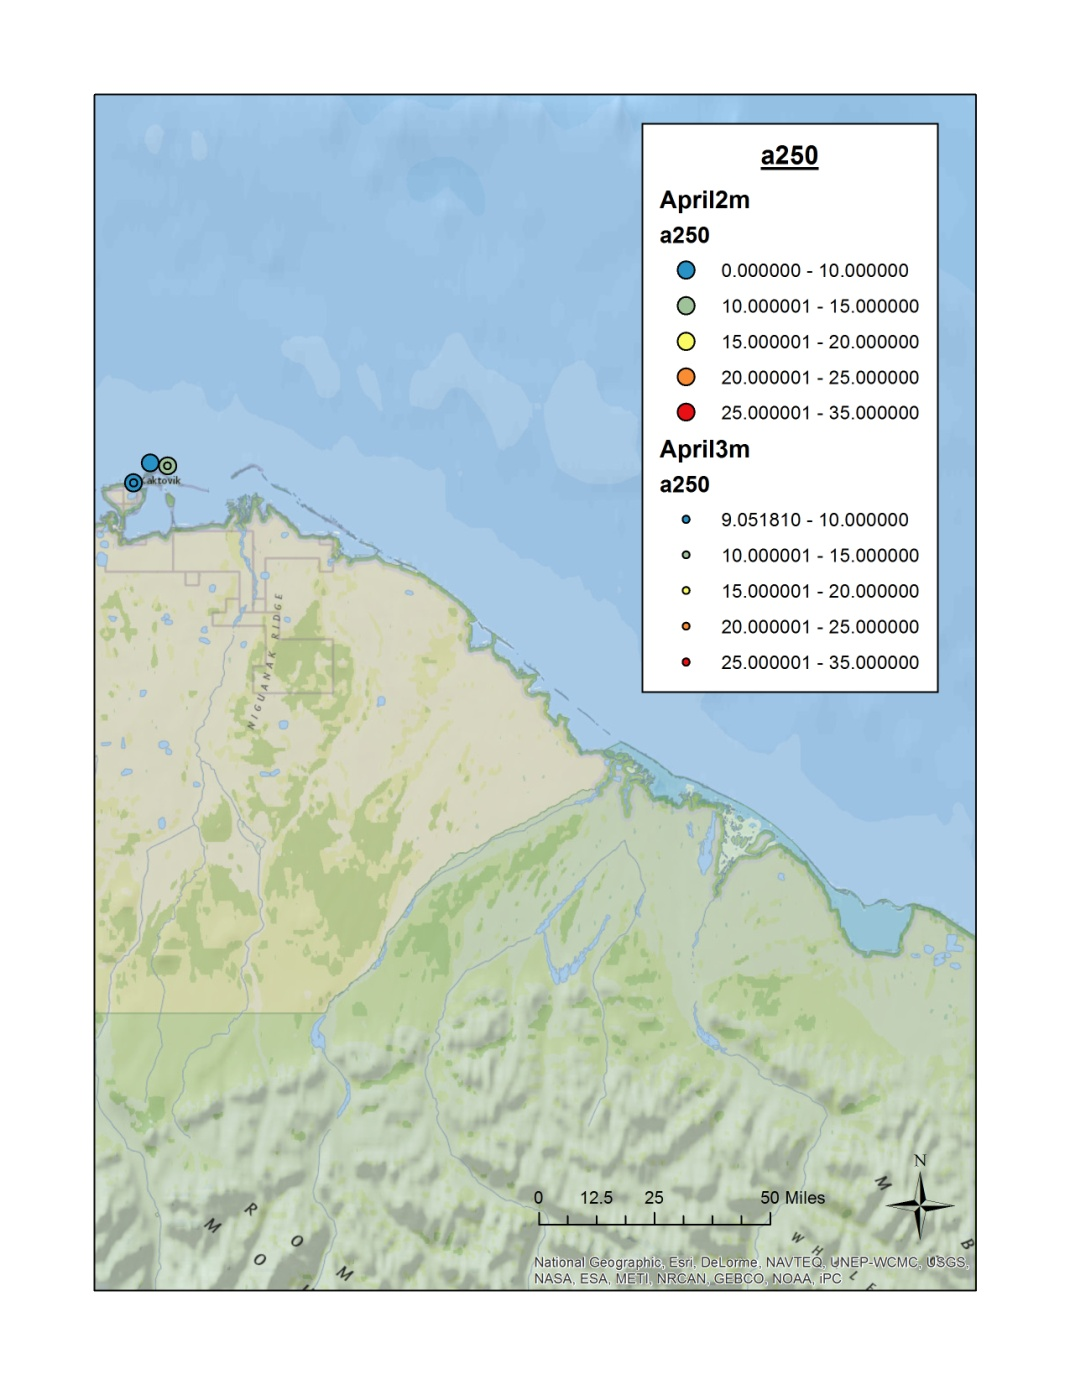 a250
April2m
a250
0.000000 - 10.000000
10.000001 - 15.000000
15.000001 - 20.000000
20.000001 - 25.000000
25.000001 - 35.000000
April3m
a250
9.051810 - 10.000000
10.000001 - 15.000000
15.000001 - 20.000000
20.000001 - 25.000000
25.000001 - 35.000000
aktovik
NIGUANAK RIDGE
N
0 12.5 25 50 Miles
R O M
M O
M B
W H L E
National Geographic, Esri, DeLorme, NAVTEQ, UNEP-WCMC, USGS,
NASA, ESA, METI, NRCAN, GEBCO, NOAA, iPC